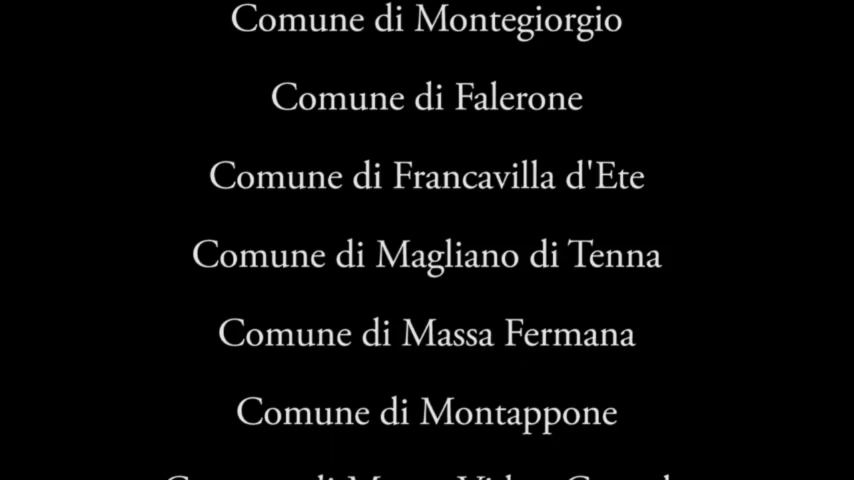 Comune di Montegiorgio
Comune di Falerone
Comune di Francavilla d'Ete
Comune di Magliano di Tenna
Comune di Massa Fermana
Comune di Montappone